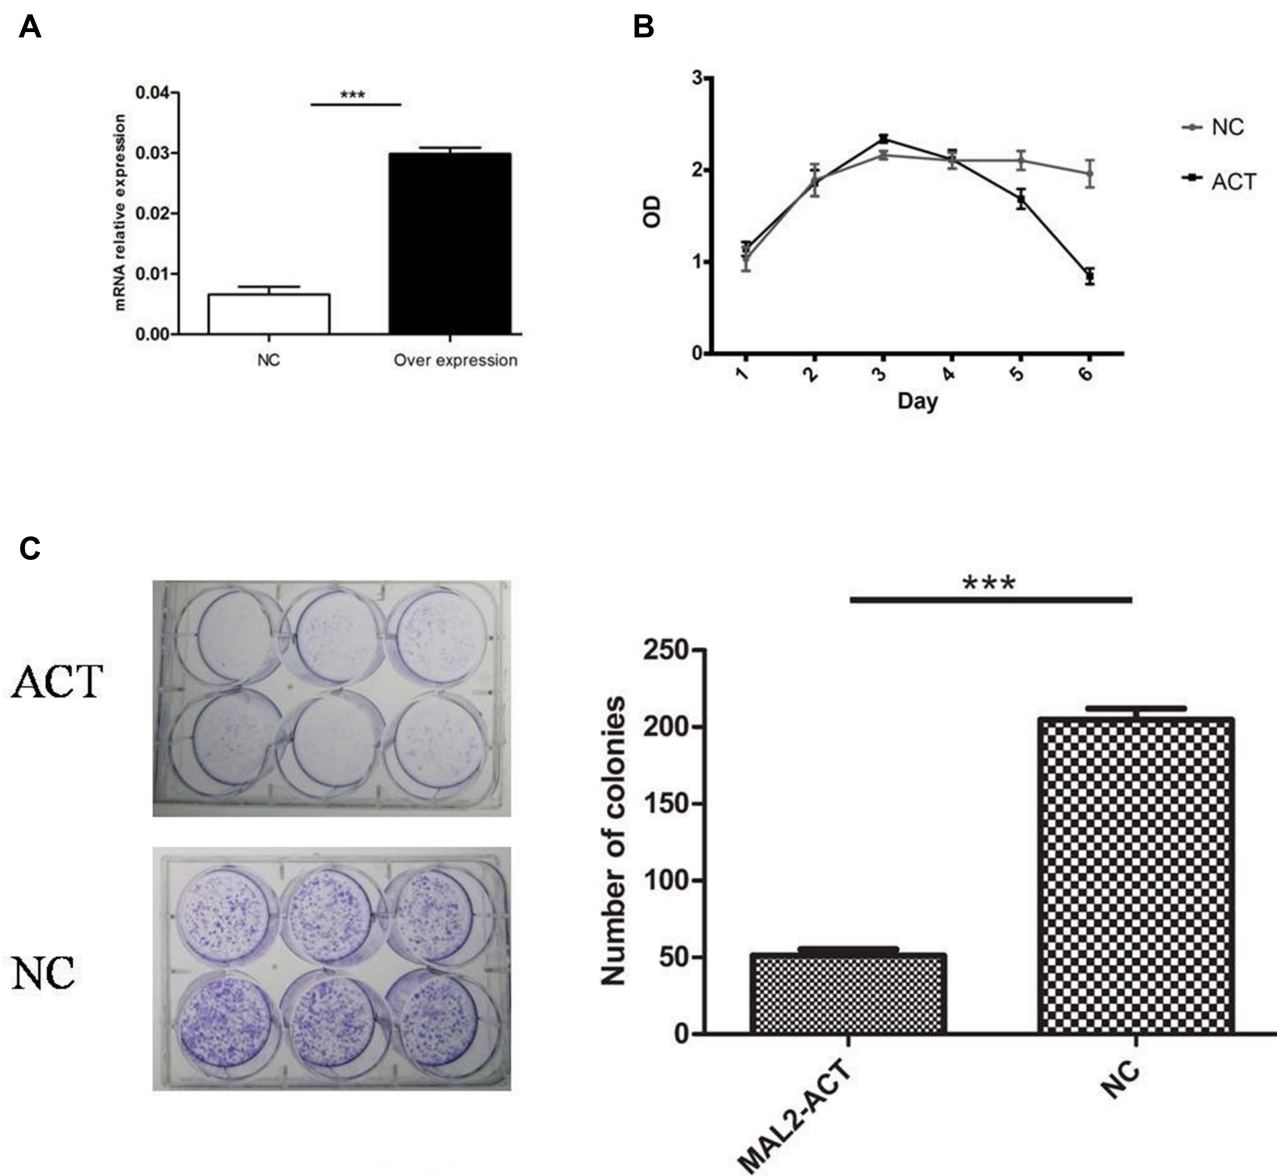 A
mRNA relative expression
0.04
0.03
0.02
0.01
0.00
***
NC
Over expression
B
OD
3
2
1
0
1
2
3
4
5
6
Day
NC
ACT
C
ACT
NC
Number of colonies
250
200
150
100
50
0
***
MAL2-ACT
NC